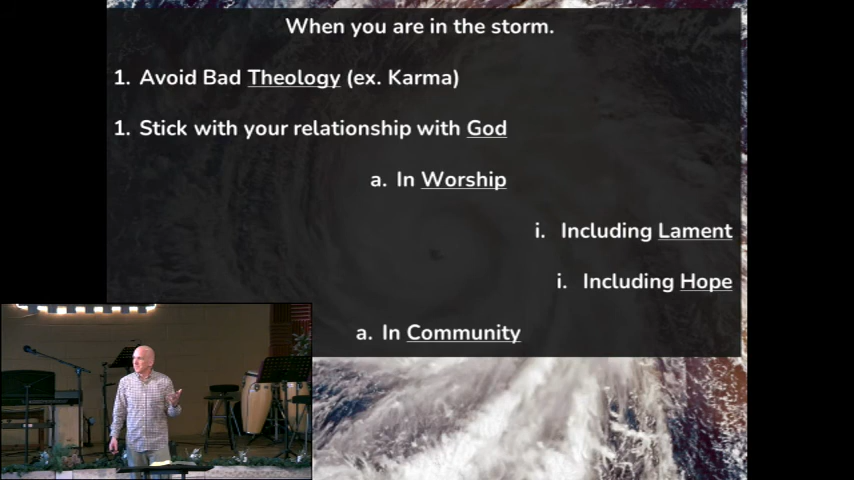 When you are in the storm.
1. Avoid Bad Theology (ex. Karma)
1. Stick with your relationship with God
a. In Worship
i. Including Lament
i. Including Hope
a. In Community